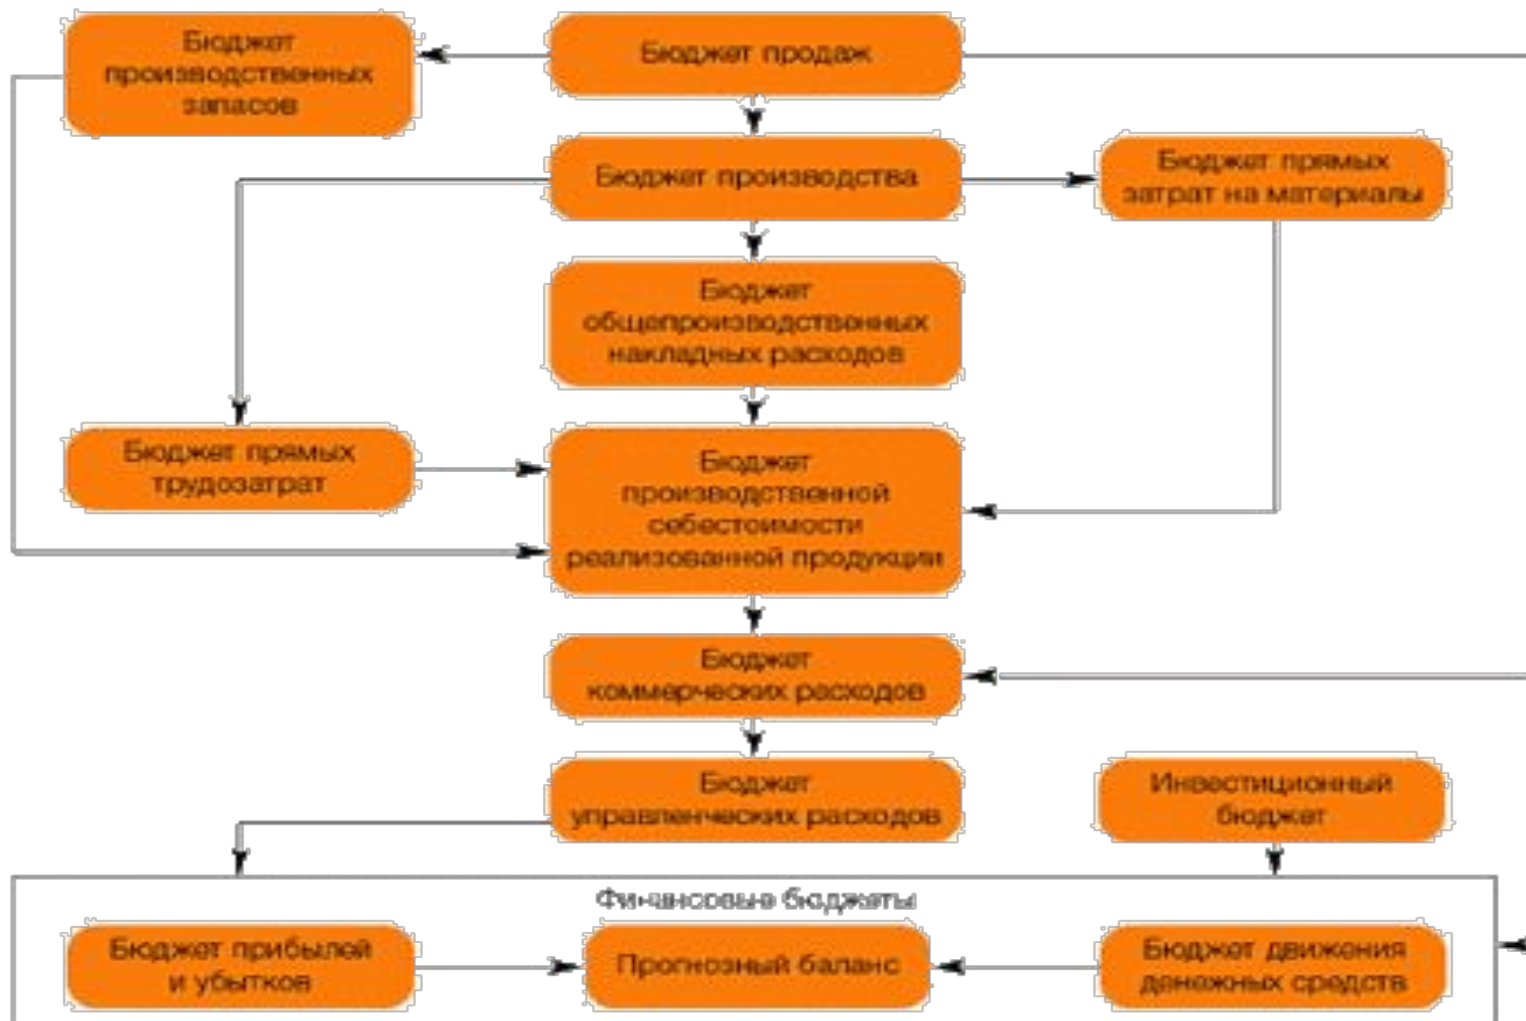 Бюджет
производственных
запасов
Бюджет продаж
Бюджет производства
Бюджет прямых
затрат на материалы
Бюджет
общепроизводственных
накладных расходов
Бюджет прямых
трудозатрат
Бюджет
производственной
себестоимости
реализованной продукции
Бюджет
коммерческих расходов
Бюджет
управленческих расходов
Инвестиционный
бюджет
Финансовые бюджеты
Бюджет прибылей
и убытков
Прогнозный баланс
Бюджет движения
денежных средств